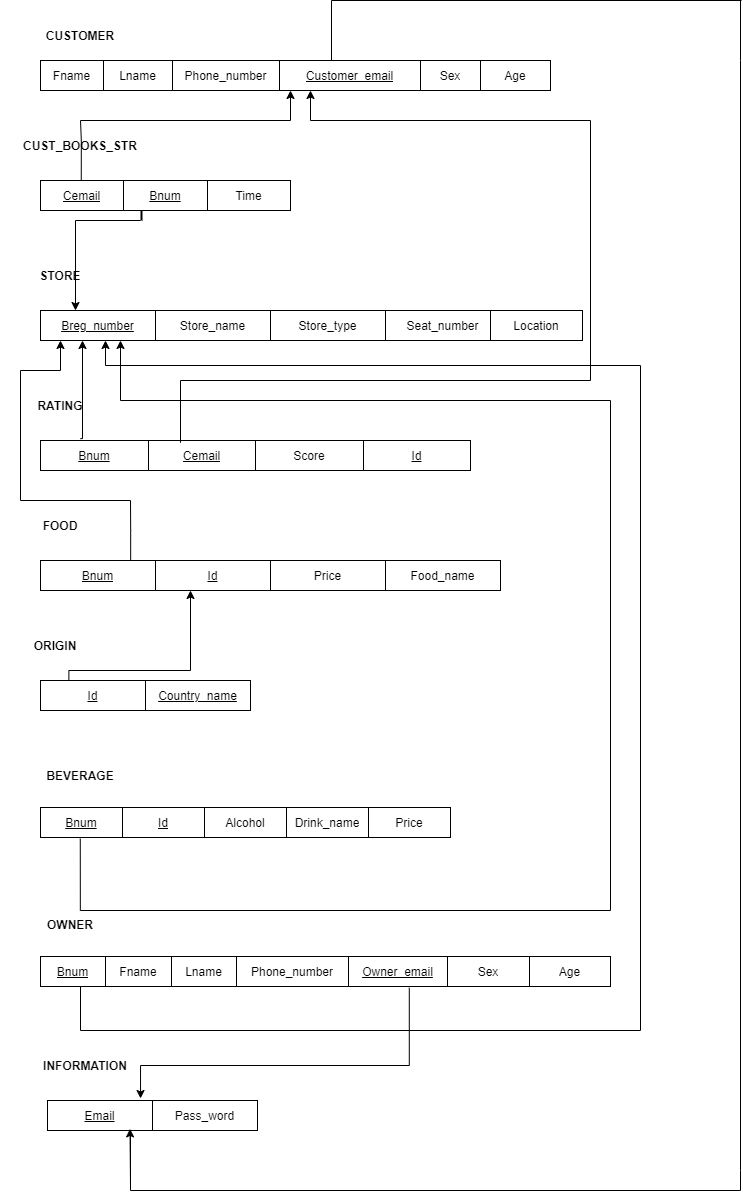 CUSTOMER
Fname Lname Phone_number Customer_email Sex Age
CUST_BOOKS_STR
Cemail Bnum Time
STORE
Breg_number Store_name Store_type Seat_number Location
RATING
Bnum Cemail Score Id
FOOD
Bnum Id Price Food_name
ORIGIN
Id Country_name
BEVERAGE
Bnum Id Alcohol Drink_name Price
OWNER
Bnum Fname Lname Phone_number Owner_email Sex Age
INFORMATION
Email Pass_word